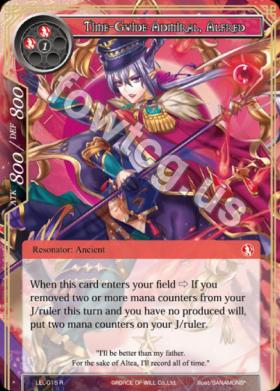 Time-Guide Admiral, Alfred
1
ATK 800 / DEF 800
fowtcg.us
Resonator: Ancient
When this card enters your field ⇨ If you
removed two or more mana counters from your
J/ruler this turn and you have no produced will,
put two mana counters on your J/ruler.
"I'll be better than my father.
For the sake of Altea, I'll record all of time."
LEL-015 R
©FORCE OF WILL Co.,Ltd.
Illust/SANAMONS*